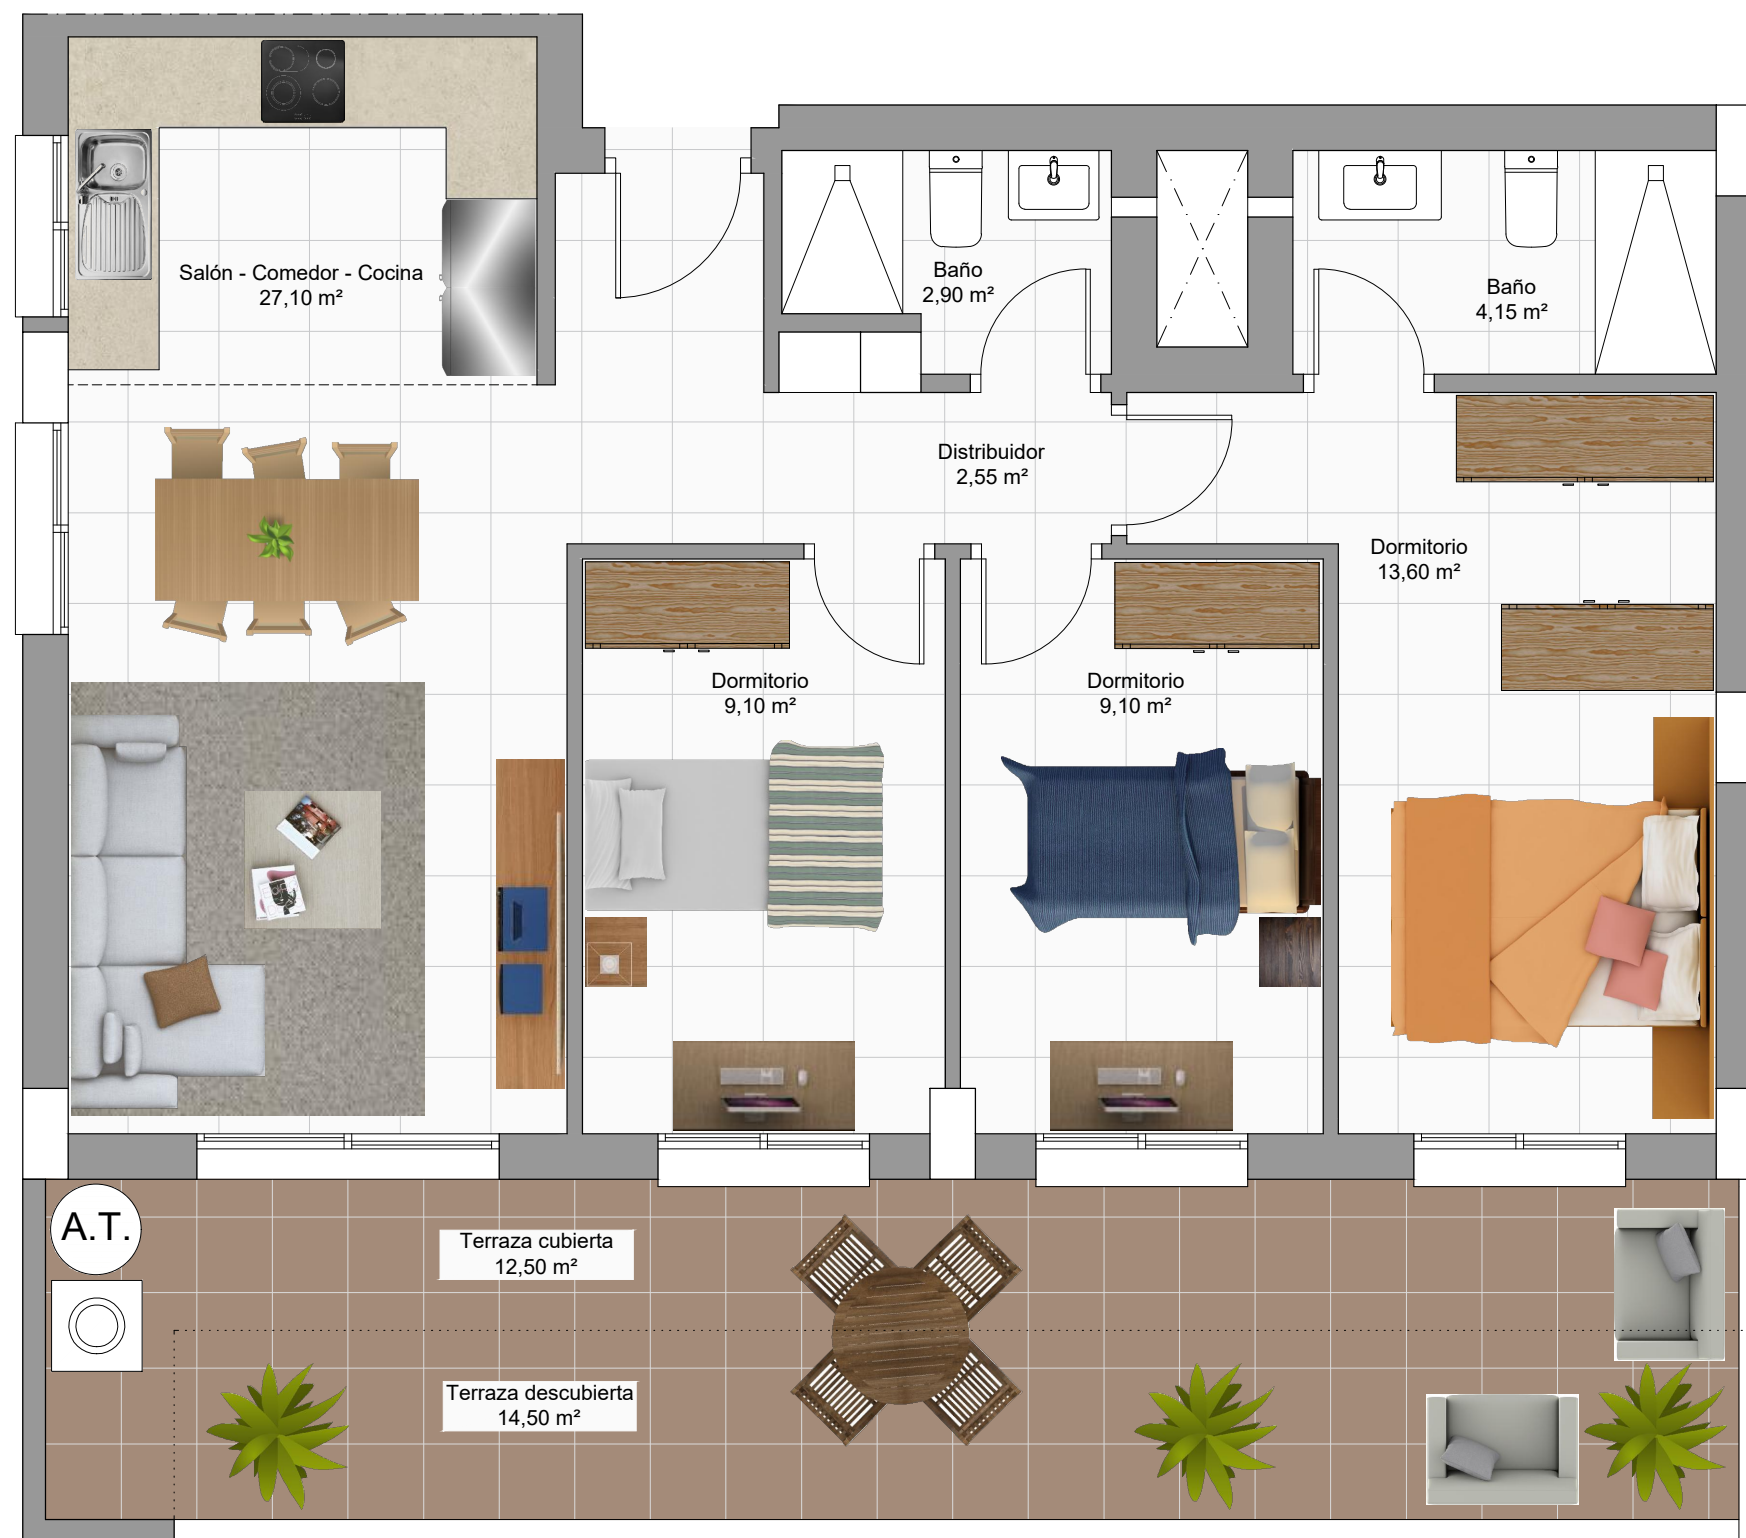 Salón - Comedor - Cocina
27,10 m²
Baño
2,90 m²
Baño
4,15 m²
Distribuidor
2,55 m²
Dormitorio
13,60 m²
Dormitorio
9,10 m²
Dormitorio
9,10 m²
A.T.
Terraza cubierta
12,50 m²
Terraza descubierta
14,50 m²